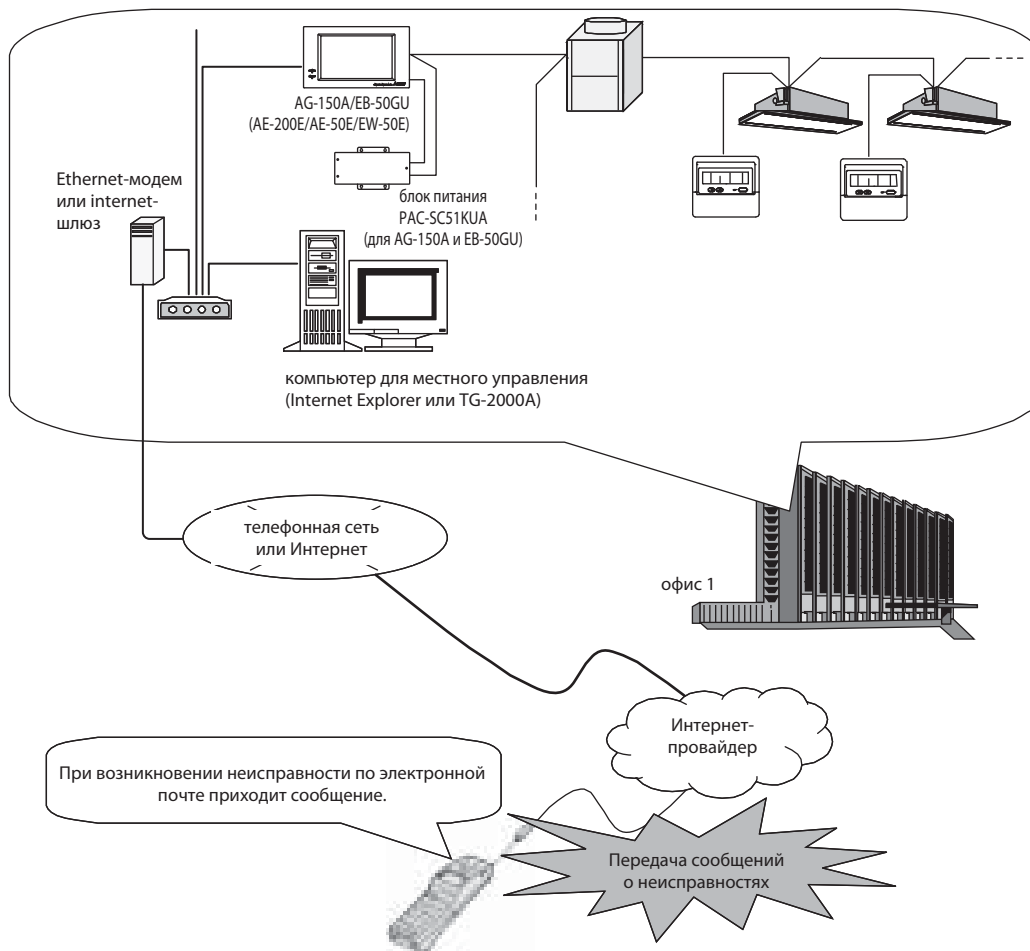 AG-150A/EB-50GU
(AE-200E/AE-50E/EW-50E)
Ethernet-модем
или internet-
шлюз
блок питания
PAC-SC51KUA
(для AG-150A и EB-50GU)
компьютер для местного управления
(Internet Explorer или TG-2000A)
телефонная сеть
или Интернет
офис 1
Интернет-
провайдер
При возникновении неисправности по электронной
почте приходит сообщение.
Передача сообщений
о неисправностях